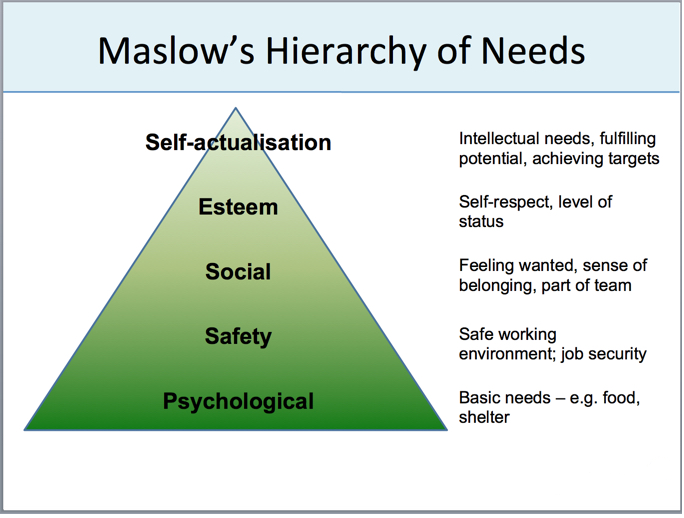 Maslow’s Hierarchy of Needs
Self-actualisation
Intellectual needs, fulfilling
potential, achieving targets
Esteem
Self-respect, level of
status
Social
Feeling wanted, sense of
belonging, part of team
Safety
Safe working
environment; job security
Psychological
Basic needs – e.g. food,
shelter